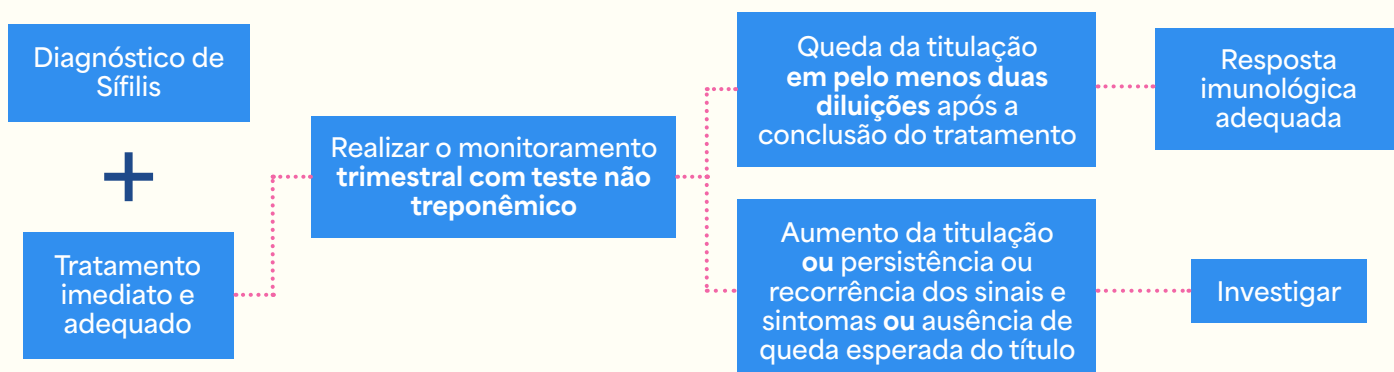 Diagnóstico de
Sífilis
+
Tratamento
imediato e
adequado
Realizar o monitoramento
trimestral com teste não
treponêmico
Queda da titulação
em pelo menos duas
diluições após a
conclusão do tratamento
Resposta
imunológica
adequada
Aumento da titulação
ou persistência ou
recorrência dos sinais e
sintomas ou ausência de
queda esperada do título
Investigar